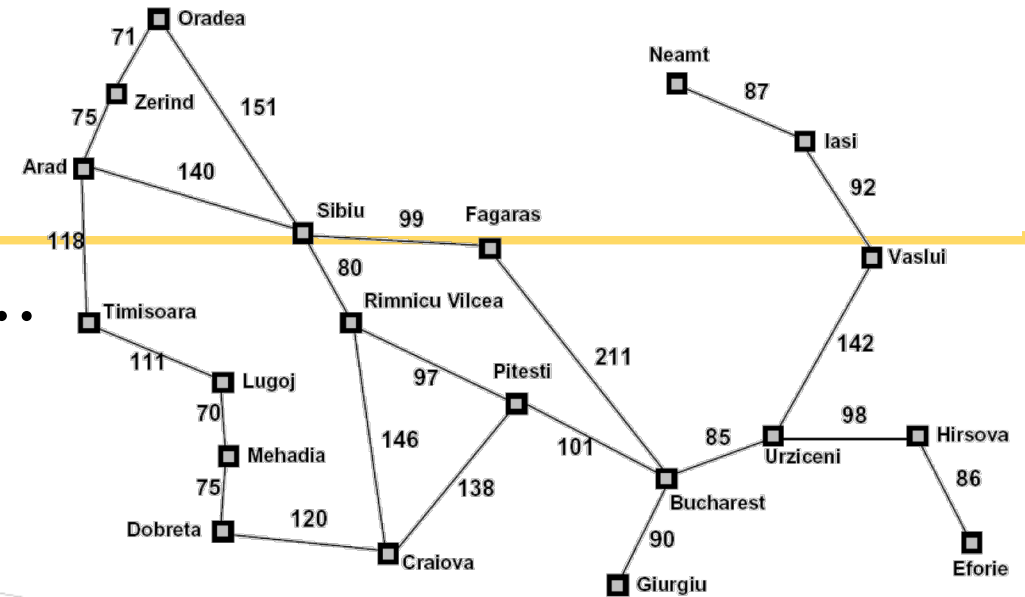 Oradea
71
Neamt
87
Zerind
151
75
Iasi
Arad
140
92
Sibiu
99
Fagaras
118
Vaslui
80
Rimnicu Vilcea
Timisoara
..
142
111
211
Lugoj
97
Pitesti
70
98
146
101
85
Hirsova
Mehadia
Urziceni
86
75
138
Bucharest
120
Dobreta
90
Craiova
Eforie
Giurgiu